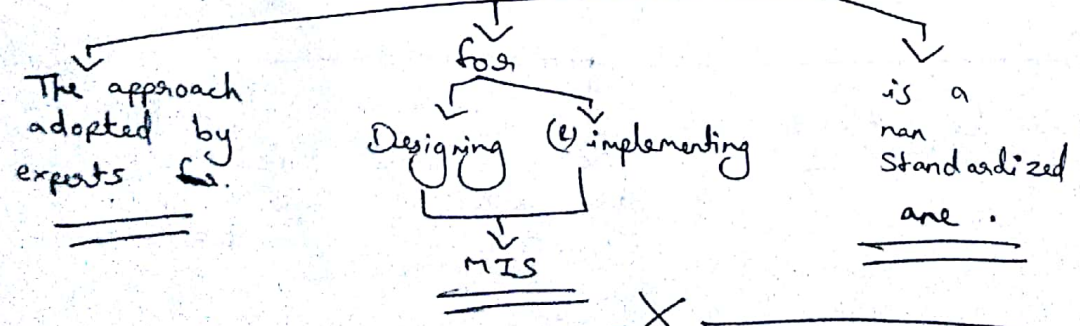 The approach
adopted by
experts
for
Designing (&) implementing
MIS
is a
non
Standardized
one.